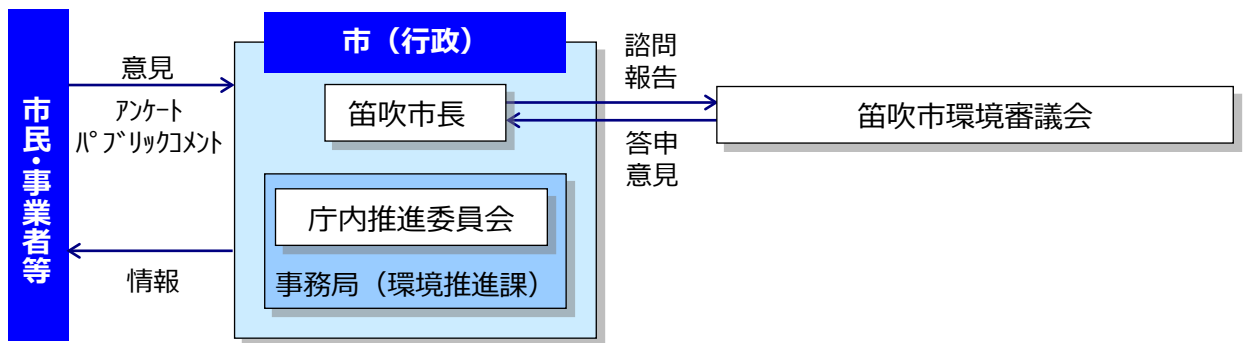 市民・事業者等
意見
アンケート
パブリックコメント
情報
市（行政）
笛吹市長
庁内推進委員会
事務局（環境推進課）
諮問
報告
答申
意見
笛吹市環境審議会